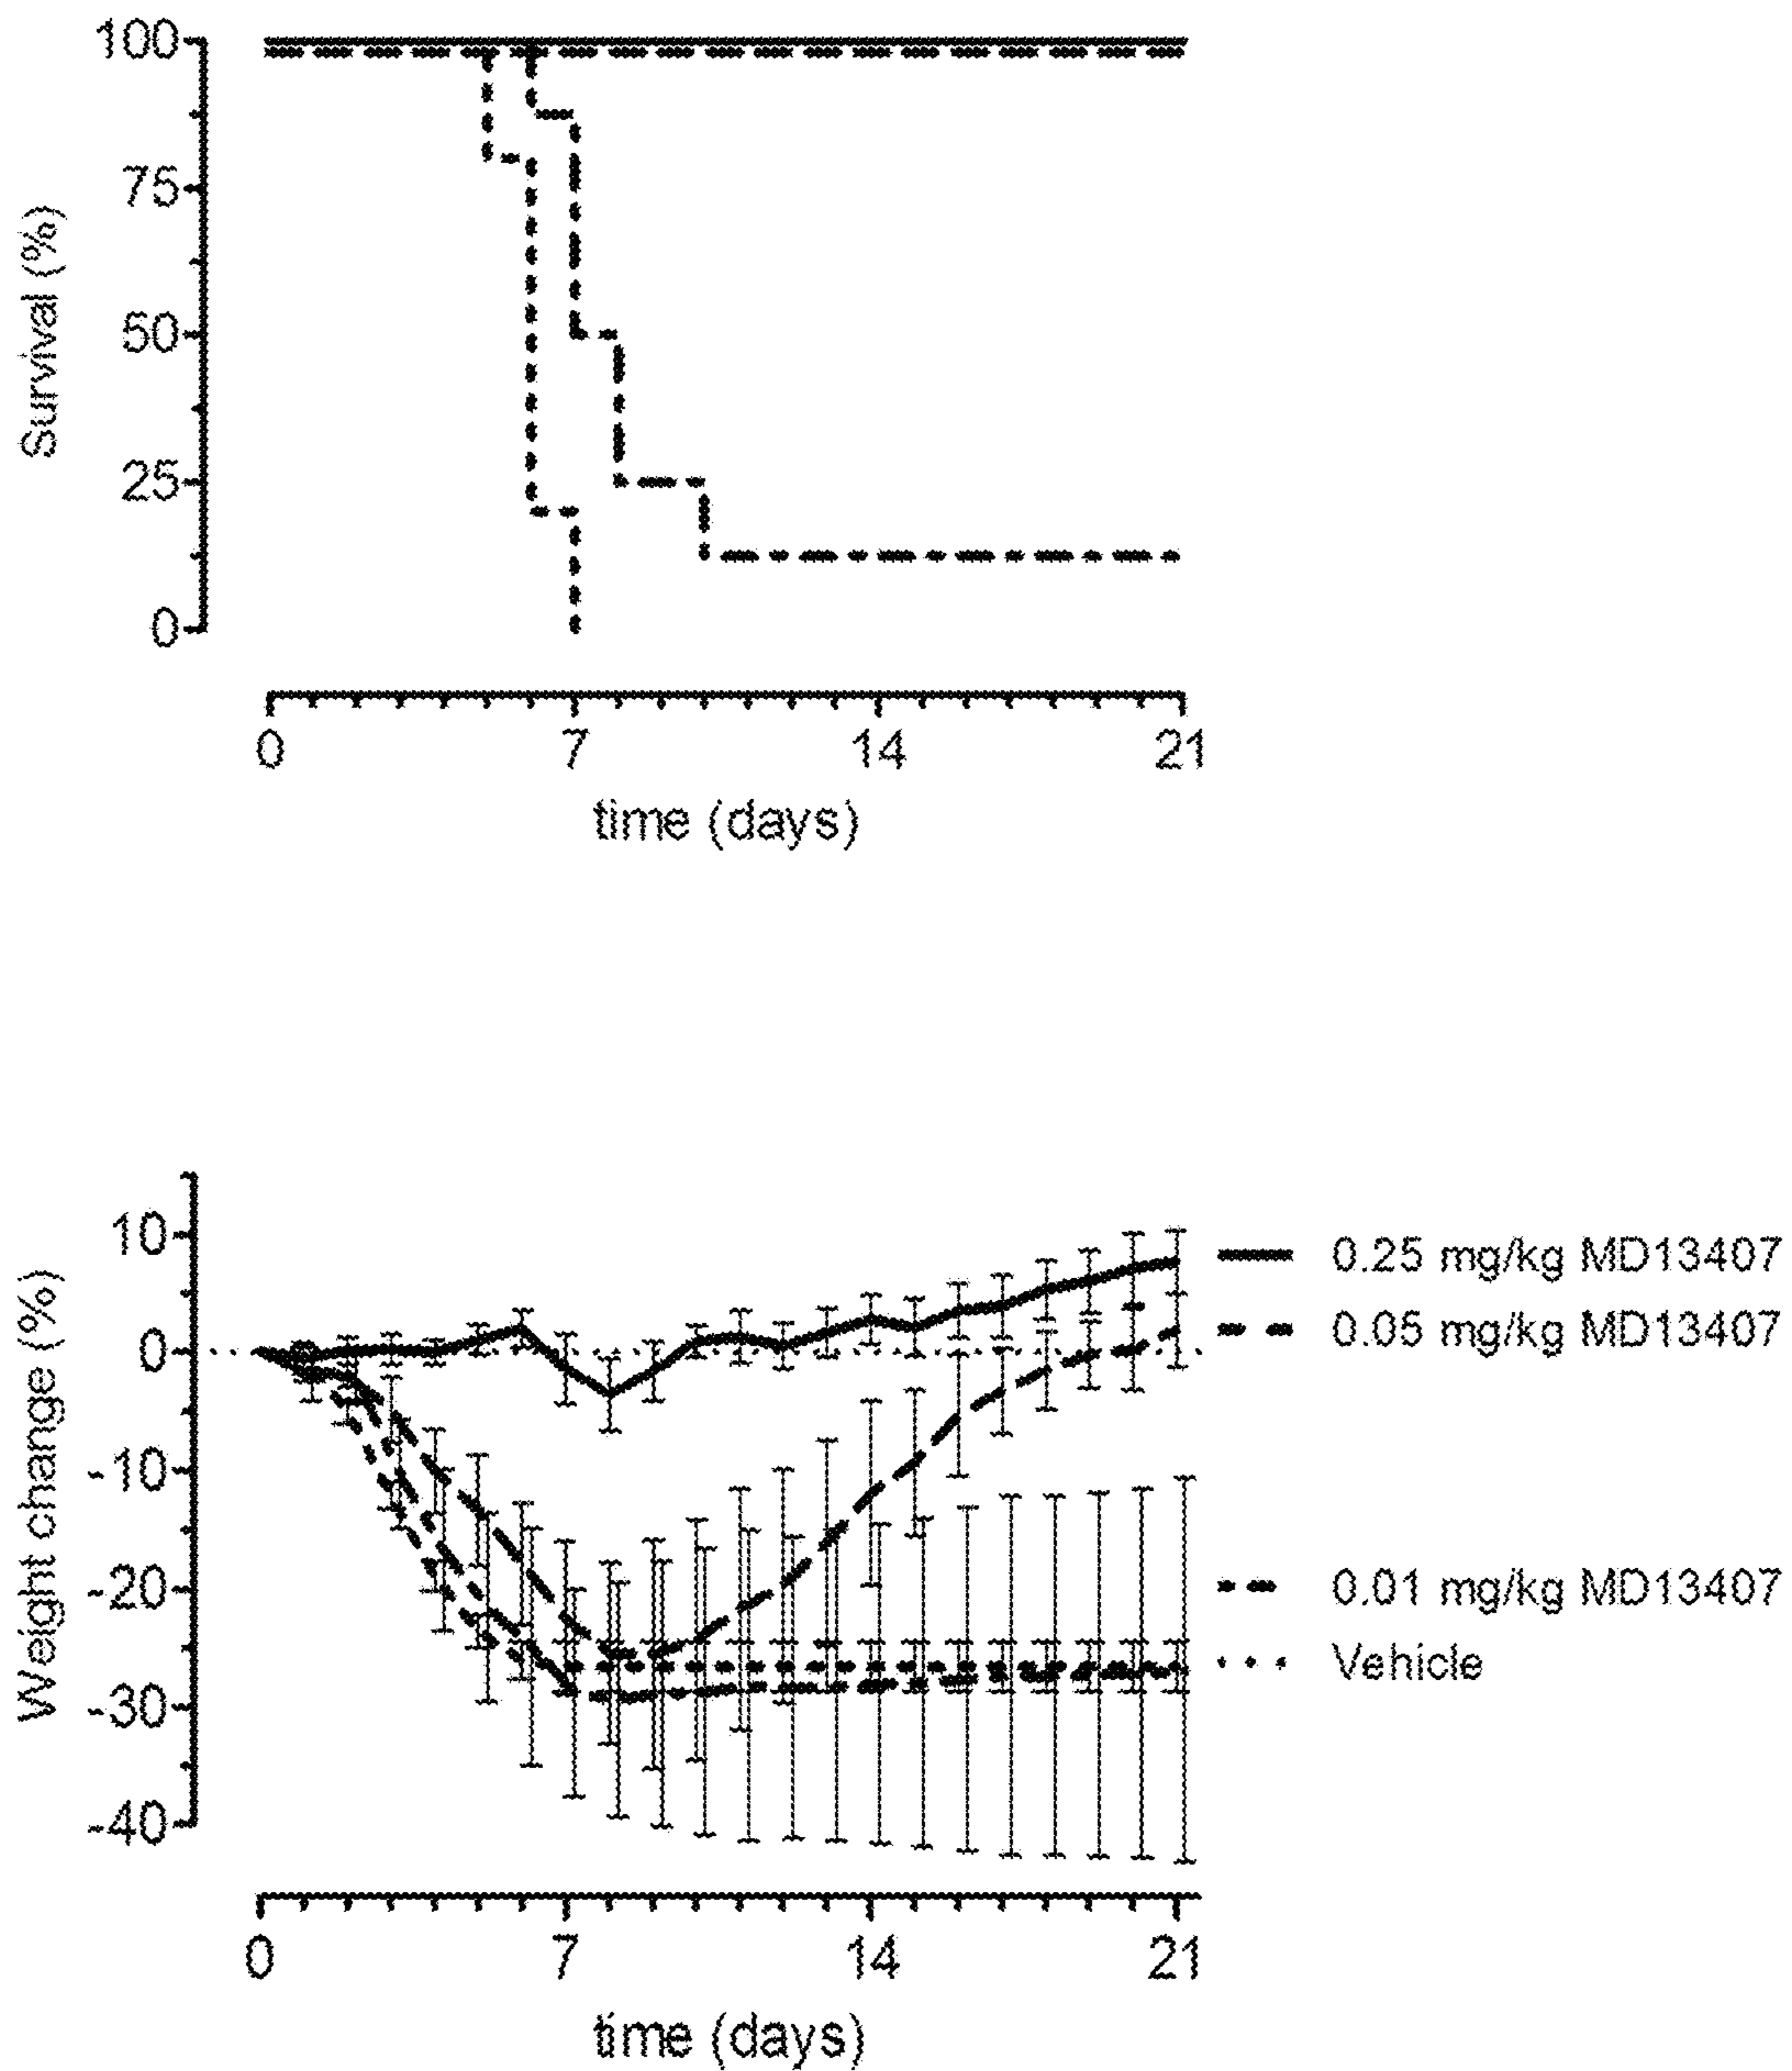 100
75
50
25
0
Survival (%)
0 7 14 21
time (days)
10
0
-10
-20
-30
-40
Weight change (%)
0.25 mg/kg MD13407
0.05 mg/kg MD13407
0.01 mg/kg MD13407
Vehicle
0 7 14 21
time (days)